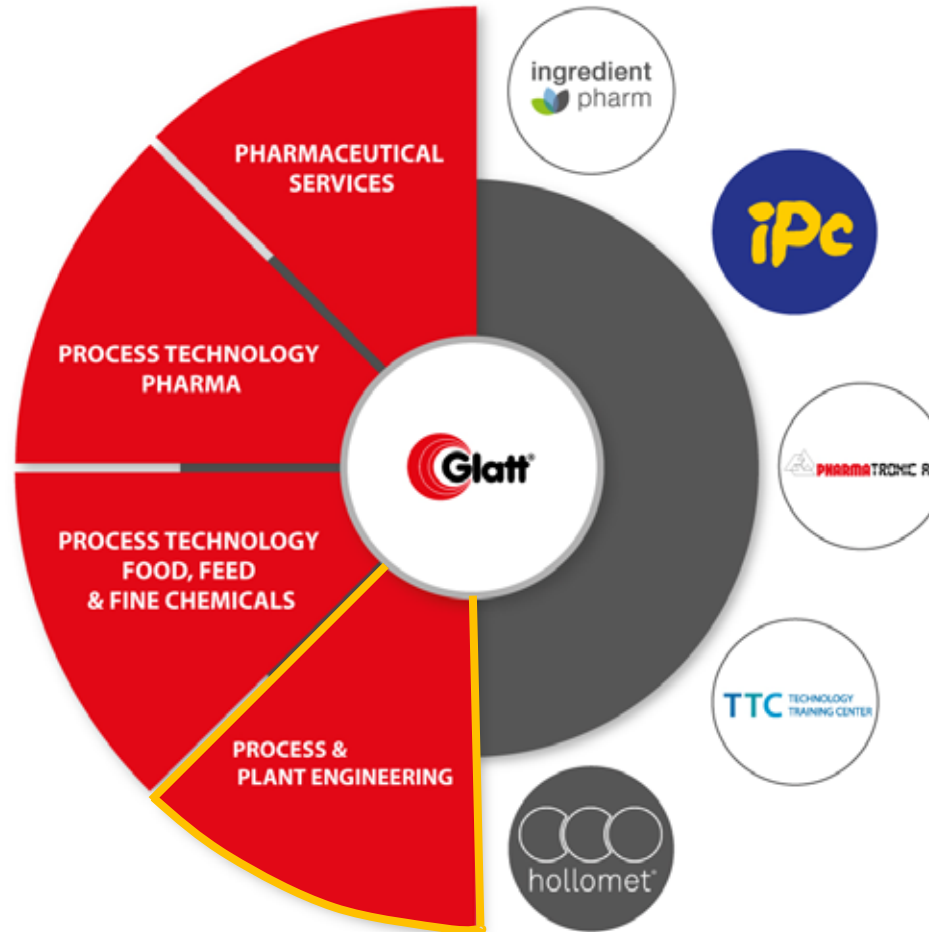 PHARMACEUTICAL
SERVICES
PROCESS TECHNOLOGY
PHARMA
PROCESS TECHNOLOGY
FOOD, FEED
& FINE CHEMICALS
PROCESS &
PLANT ENGINEERING
Glatt®
ingredient
pharm
iPc
PHARMATRONIC
TTC TECHNOLOGY
TRAINING CENTER
hollomet®